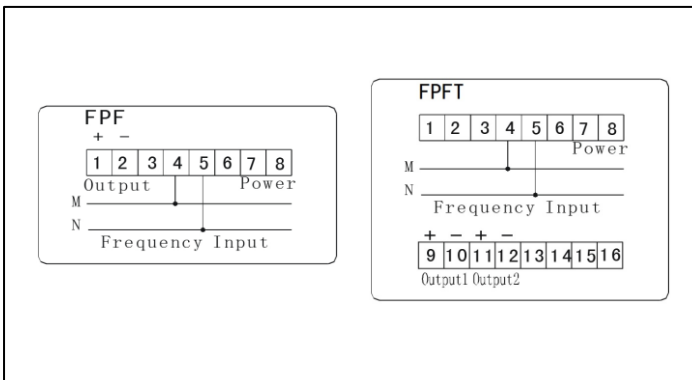 FPF
+ −
1 2 3 4 5 6 7 8
Output Power
M
N
Frequency Input
FPFT
1 2 3 4 5 6 7 8
Power
M
N
Frequency Input
+ − + −
9 10 11 12 13 14 15 16
Output1 Output2